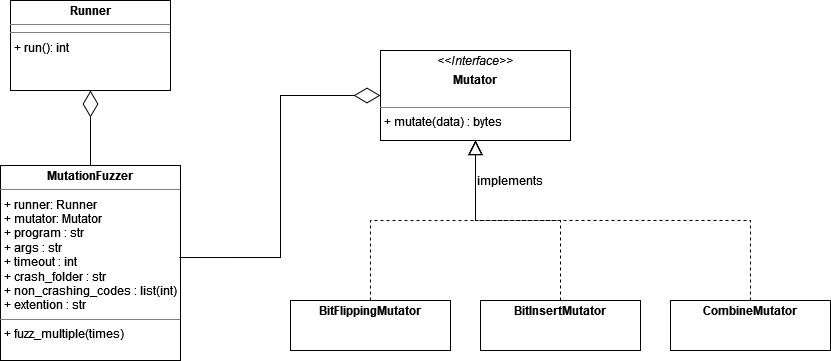 Runner
+ run(): int
<<Interface>>
Mutator
+ mutate(data) : bytes
implements
MutationFuzzer
+ runner: Runner
+ mutator: Mutator
+ program : str
+ args : str
+ timeout : int
+ crash_folder : str
+ non_crashing_codes : list(int)
+ extention : str
+ fuzz_multiple(times)
BitFlippingMutator
BitInsertMutator
CombineMutator